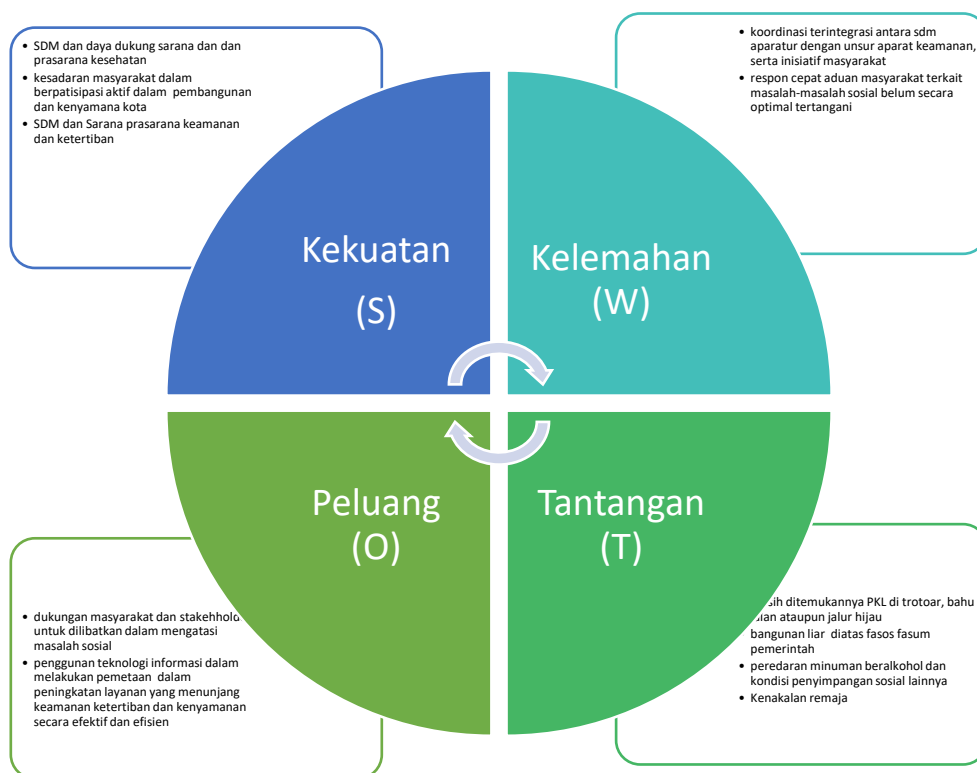 • SDM dan daya dukung sarana dan dan
prasarana kesehatan
• kesadaran masyarakat dalam
berpatisipasi aktif dalam pembangunan
dan kenyamana kota
• SDM dan Sarana prasarana keamanan
dan ketertiban
• koordinasi terintegrasi antara sdm
aparatur dengan unsur aparat keamanan,
serta inisiatif masyarakat
• respon cepat aduan masyarakat terkait
masalah-masalah sosial belum secara
optimal tertangani
Kekuatan
(S)
Kelemahan
(W)
Peluang
(O)
Tantangan
(T)
• dukungan masyarakat dan stakehhold
untuk dilibatkan dalam mengatasi
masalah sosial
• penggunan teknologi informasi dalam
melakukan pemetaan dalam
peningkatan layanan yang menunjang
keamanan ketertiban dan kenyamanan
secara efektif dan efisien
ditemukannya PKL di trotoar, bahu
ataupun jalur hijau
bangunan liar diatas fasos fasum
pemerintah
• peredaran minuman beralkohol dan
kondisi penyimpangan sosial lainnya
• Kenakalan remaja